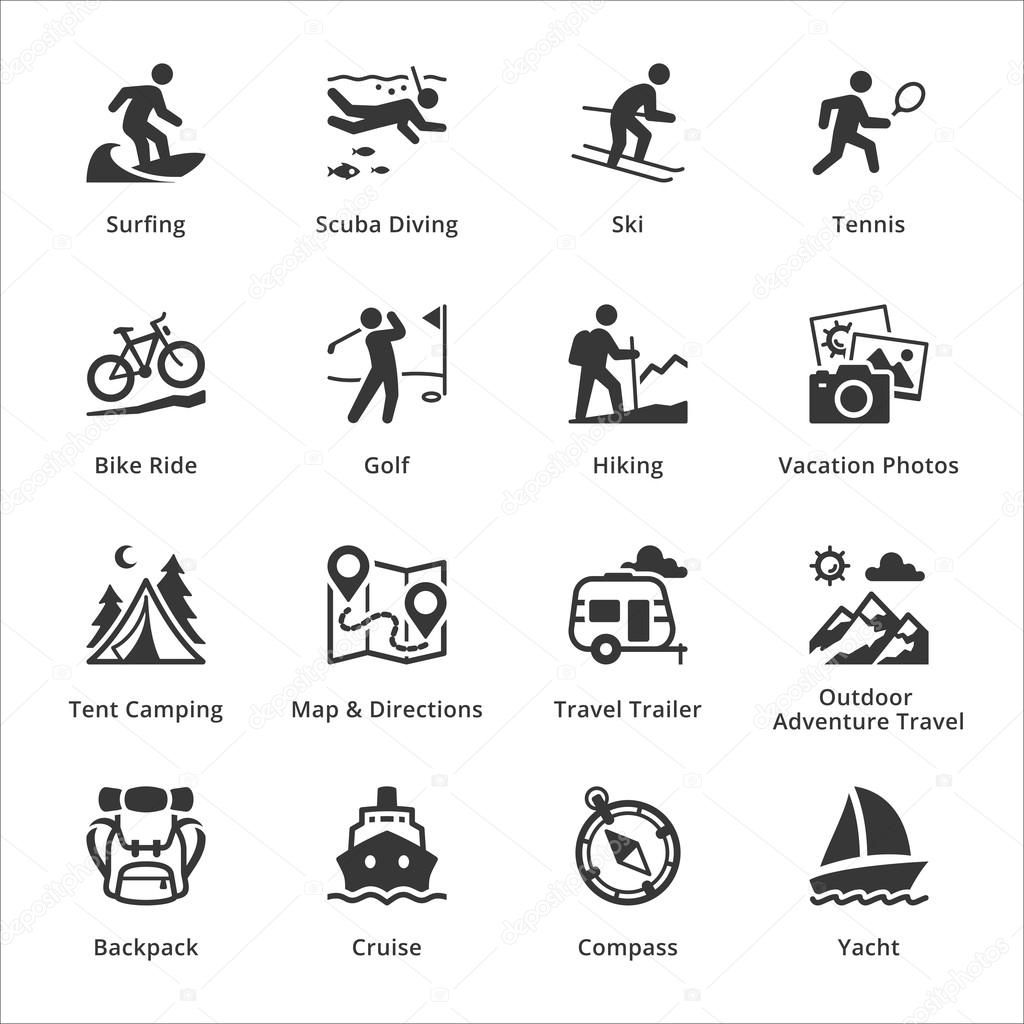 Surfing
Scuba Diving
Ski
Tennis
Bike Ride
Golf
Hiking
Vacation Photos
Tent Camping
Map & Directions
Travel Trailer
Outdoor
Adventure Travel
Backpack
Cruise
Compass
Yacht